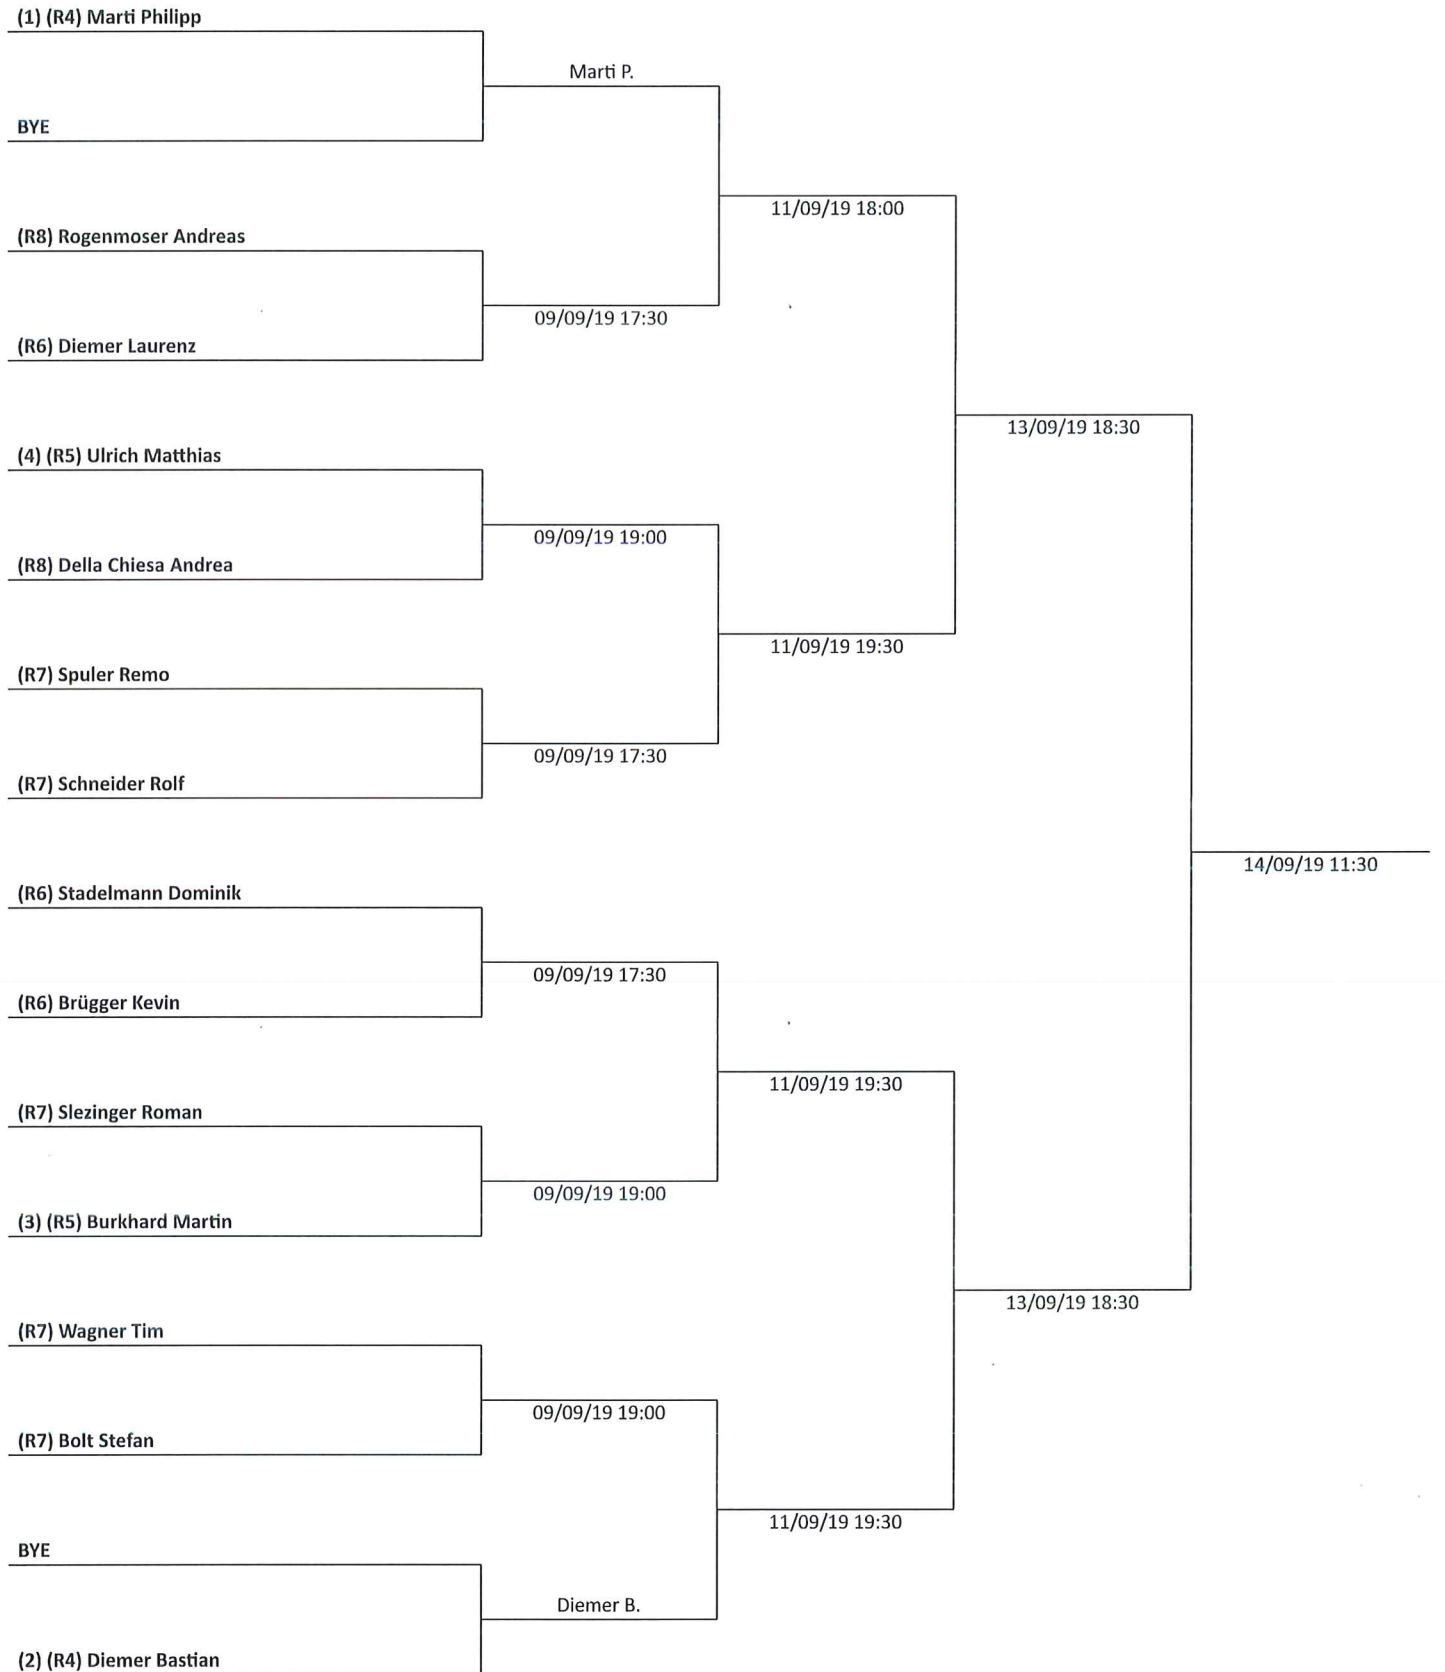 (1) (R4) Marti Philipp
Marti P.
BYE
11/09/19 18:00
(R8) Rogenmoser Andreas
09/09/19 17:30
(R6) Diemer Laurenz
13/09/19 18:30
(4) (R5) Ulrich Matthias
09/09/19 19:00
(R8) Della Chiesa Andrea
11/09/19 19:30
(R7) Spuler Remo
09/09/19 17:30
(R7) Schneider Rolf
14/09/19 11:30
(R6) Stadelmann Dominik
09/09/19 17:30
(R6) Brügger Kevin
11/09/19 19:30
(R7) Slezinger Roman
09/09/19 19:00
(3) (R5) Burkhard Martin
13/09/19 18:30
(R7) Wagner Tim
09/09/19 19:00
(R7) Bolt Stefan
11/09/19 19:30
BYE
Diemer B.
(2) (R4) Diemer Bastian